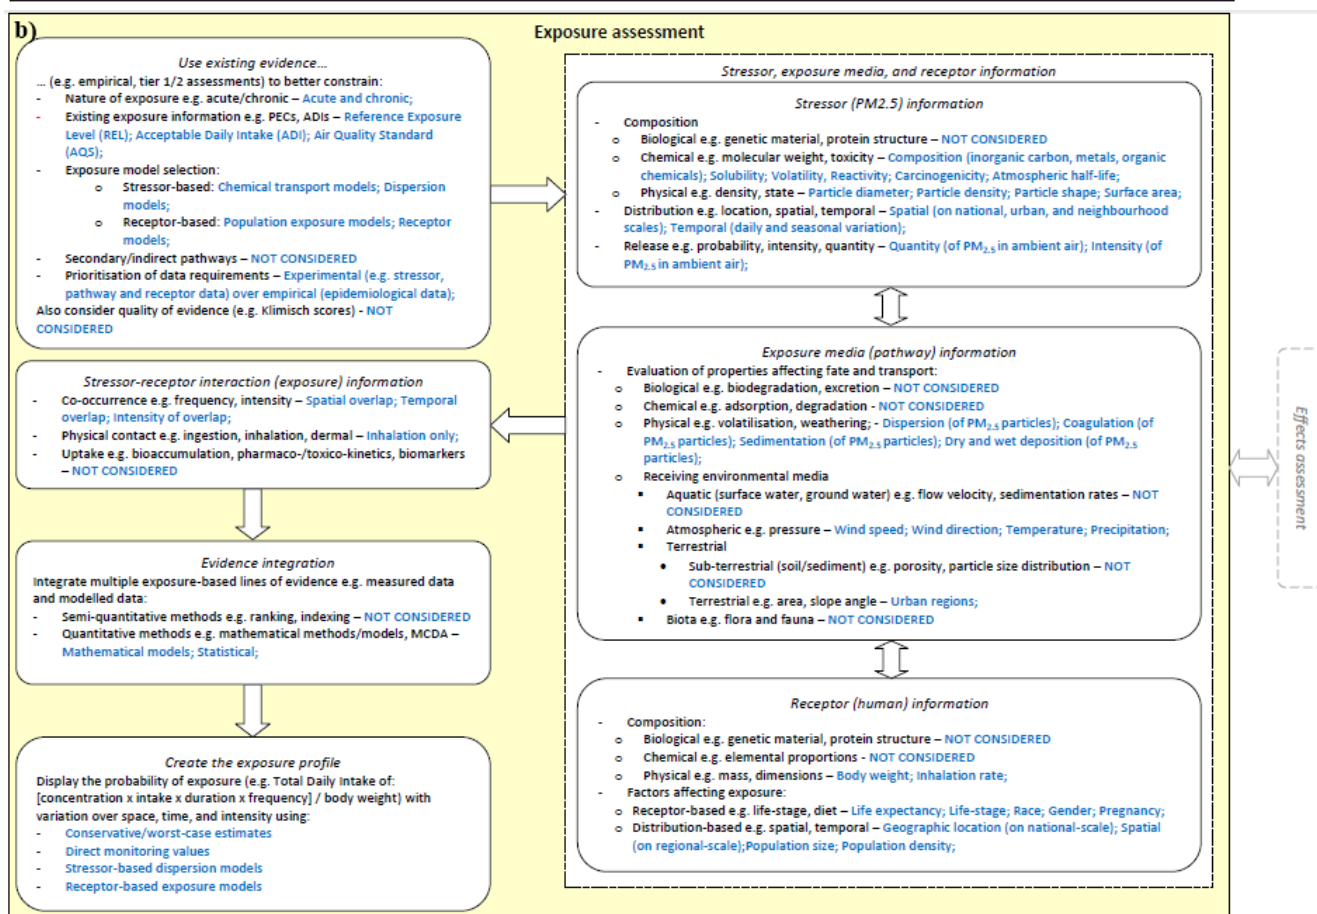 b)
Exposure assessment
Use existing evidence...
... (e.g. empirical, tier 1/2 assessments) to better constrain:
- Nature of exposure e.g. acute/chronic – Acute and chronic;
- Existing exposure information e.g. PECs, ADIs – Reference Exposure
Level (REL); Acceptable Daily Intake (ADI); Air Quality Standard
(AQS);
- Exposure model selection:
o Stressor-based: Chemical transport models; Dispersion
models;
o Receptor-based: Population exposure models; Receptor
models;
- Secondary/indirect pathways – NOT CONSIDERED
- Prioritisation of data requirements – Experimental (e.g. stressor,
pathway and receptor data) over empirical (epidemiological data);
Also consider quality of evidence (e.g. Klimisch scores) - NOT
CONSIDERED
Stressor-receptor interaction (exposure) information
- Co-occurrence e.g. frequency, intensity – Spatial overlap; Temporal
overlap; Intensity of overlap;
- Physical contact e.g. ingestion, inhalation, dermal – Inhalation only;
- Uptake e.g. bioaccumulation, pharmaco-/toxico-kinetics, biomarkers
– NOT CONSIDERED
Evidence integration
Integrate multiple exposure-based lines of evidence e.g. measured data
and modelled data:
- Semi-quantitative methods e.g. ranking, indexing – NOT CONSIDERED
- Quantitative methods e.g. mathematical methods/models, MCDA –
Mathematical models; Statistical;
Create the exposure profile
Display the probability of exposure (e.g. Total Daily Intake of:
[concentration x intake x duration x frequency] / body weight) with
variation over space, time, and intensity using:
- Conservative/worst-case estimates
- Direct monitoring values
- Stressor-based dispersion models
- Receptor-based exposure models
Stressor, exposure media, and receptor information
Stressor (PM2.5) information
- Composition
o Biological e.g. genetic material, protein structure – NOT CONSIDERED
o Chemical e.g. molecular weight, toxicity – Composition (inorganic carbon, metals, organic
chemicals); Solubility; Volatility, Reactivity; Carcinogenicity; Atmospheric half-life;
o Physical e.g. density, state – Particle diameter; Particle density; Particle shape; Surface area;
- Distribution e.g. location, spatial, temporal – Spatial (on national, urban, and neighbourhood
scales); Temporal (daily and seasonal variation);
- Release e.g. probability, intensity, quantity – Quantity (of PM2.5 in ambient air); Intensity (of
PM2.5 in ambient air);
Exposure media (pathway) information
- Evaluation of properties affecting fate and transport:
o Biological e.g. biodegradation, excretion – NOT CONSIDERED
o Chemical e.g. adsorption, degradation - NOT CONSIDERED
o Physical e.g. volatilisation, weathering; - Dispersion (of PM2.5 particles); Coagulation (of
PM2.5 particles); Sedimentation (of PM2.5 particles); Dry and wet deposition (of PM2.5
particles);
o Receiving environmental media
▪ Aquatic (surface water, ground water) e.g. flow velocity, sedimentation rates – NOT
CONSIDERED
▪ Atmospheric e.g. pressure – Wind speed; Wind direction; Temperature; Precipitation;
▪ Terrestrial
• Sub-terrestrial (soil/sediment) e.g. porosity, particle size distribution – NOT
CONSIDERED
• Terrestrial e.g. area, slope angle – Urban regions;
▪ Biota e.g. flora and fauna – NOT CONSIDERED
Receptor (human) information
- Composition:
o Biological e.g. genetic material, protein structure – NOT CONSIDERED
o Chemical e.g. elemental proportions - NOT CONSIDERED
o Physical e.g. mass, dimensions – Body weight; Inhalation rate;
- Factors affecting exposure:
o Receptor-based e.g. life-stage, diet – Life expectancy; Life-stage; Race; Gender; Pregnancy;
o Distribution-based e.g. spatial, temporal – Geographic location (on national-scale); Spatial
(on regional-scale);Population size; Population density;
Effects assessment